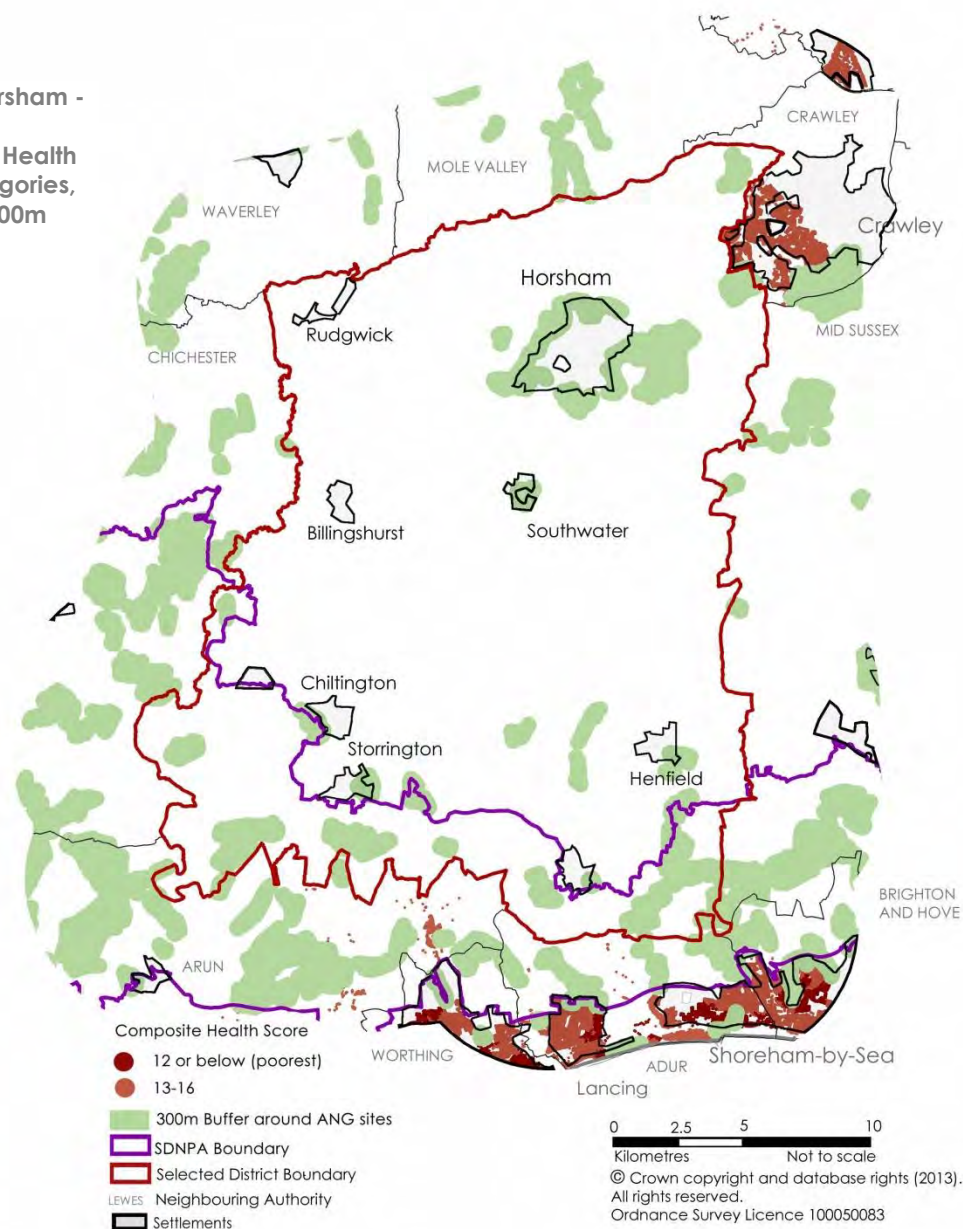 rsham -
Health
gories,
00m
CRAWLEY
MOLE VALLEY
WAVERLEY
Crawley
Horsham
Rudgwick
MID SUSSEX
CHICHESTER
Billingshurst
Southwater
Chiltington
Storrington
Henfield
BRIGHTON
AND HOVE
ARUN
Composite Health Score
12 or below (poorest)
13-16
300m Buffer around ANG sites
SDNPA Boundary
Selected District Boundary
LEWES Neighbouring Authority
Settlements
WORTHING
Lancing
ADUR
Shoreham-by-Sea
0 2.5 5 10
Kilometres Not to scale
© Crown copyright and database rights (2013).
All rights reserved.
Ordnance Survey Licence 100050083